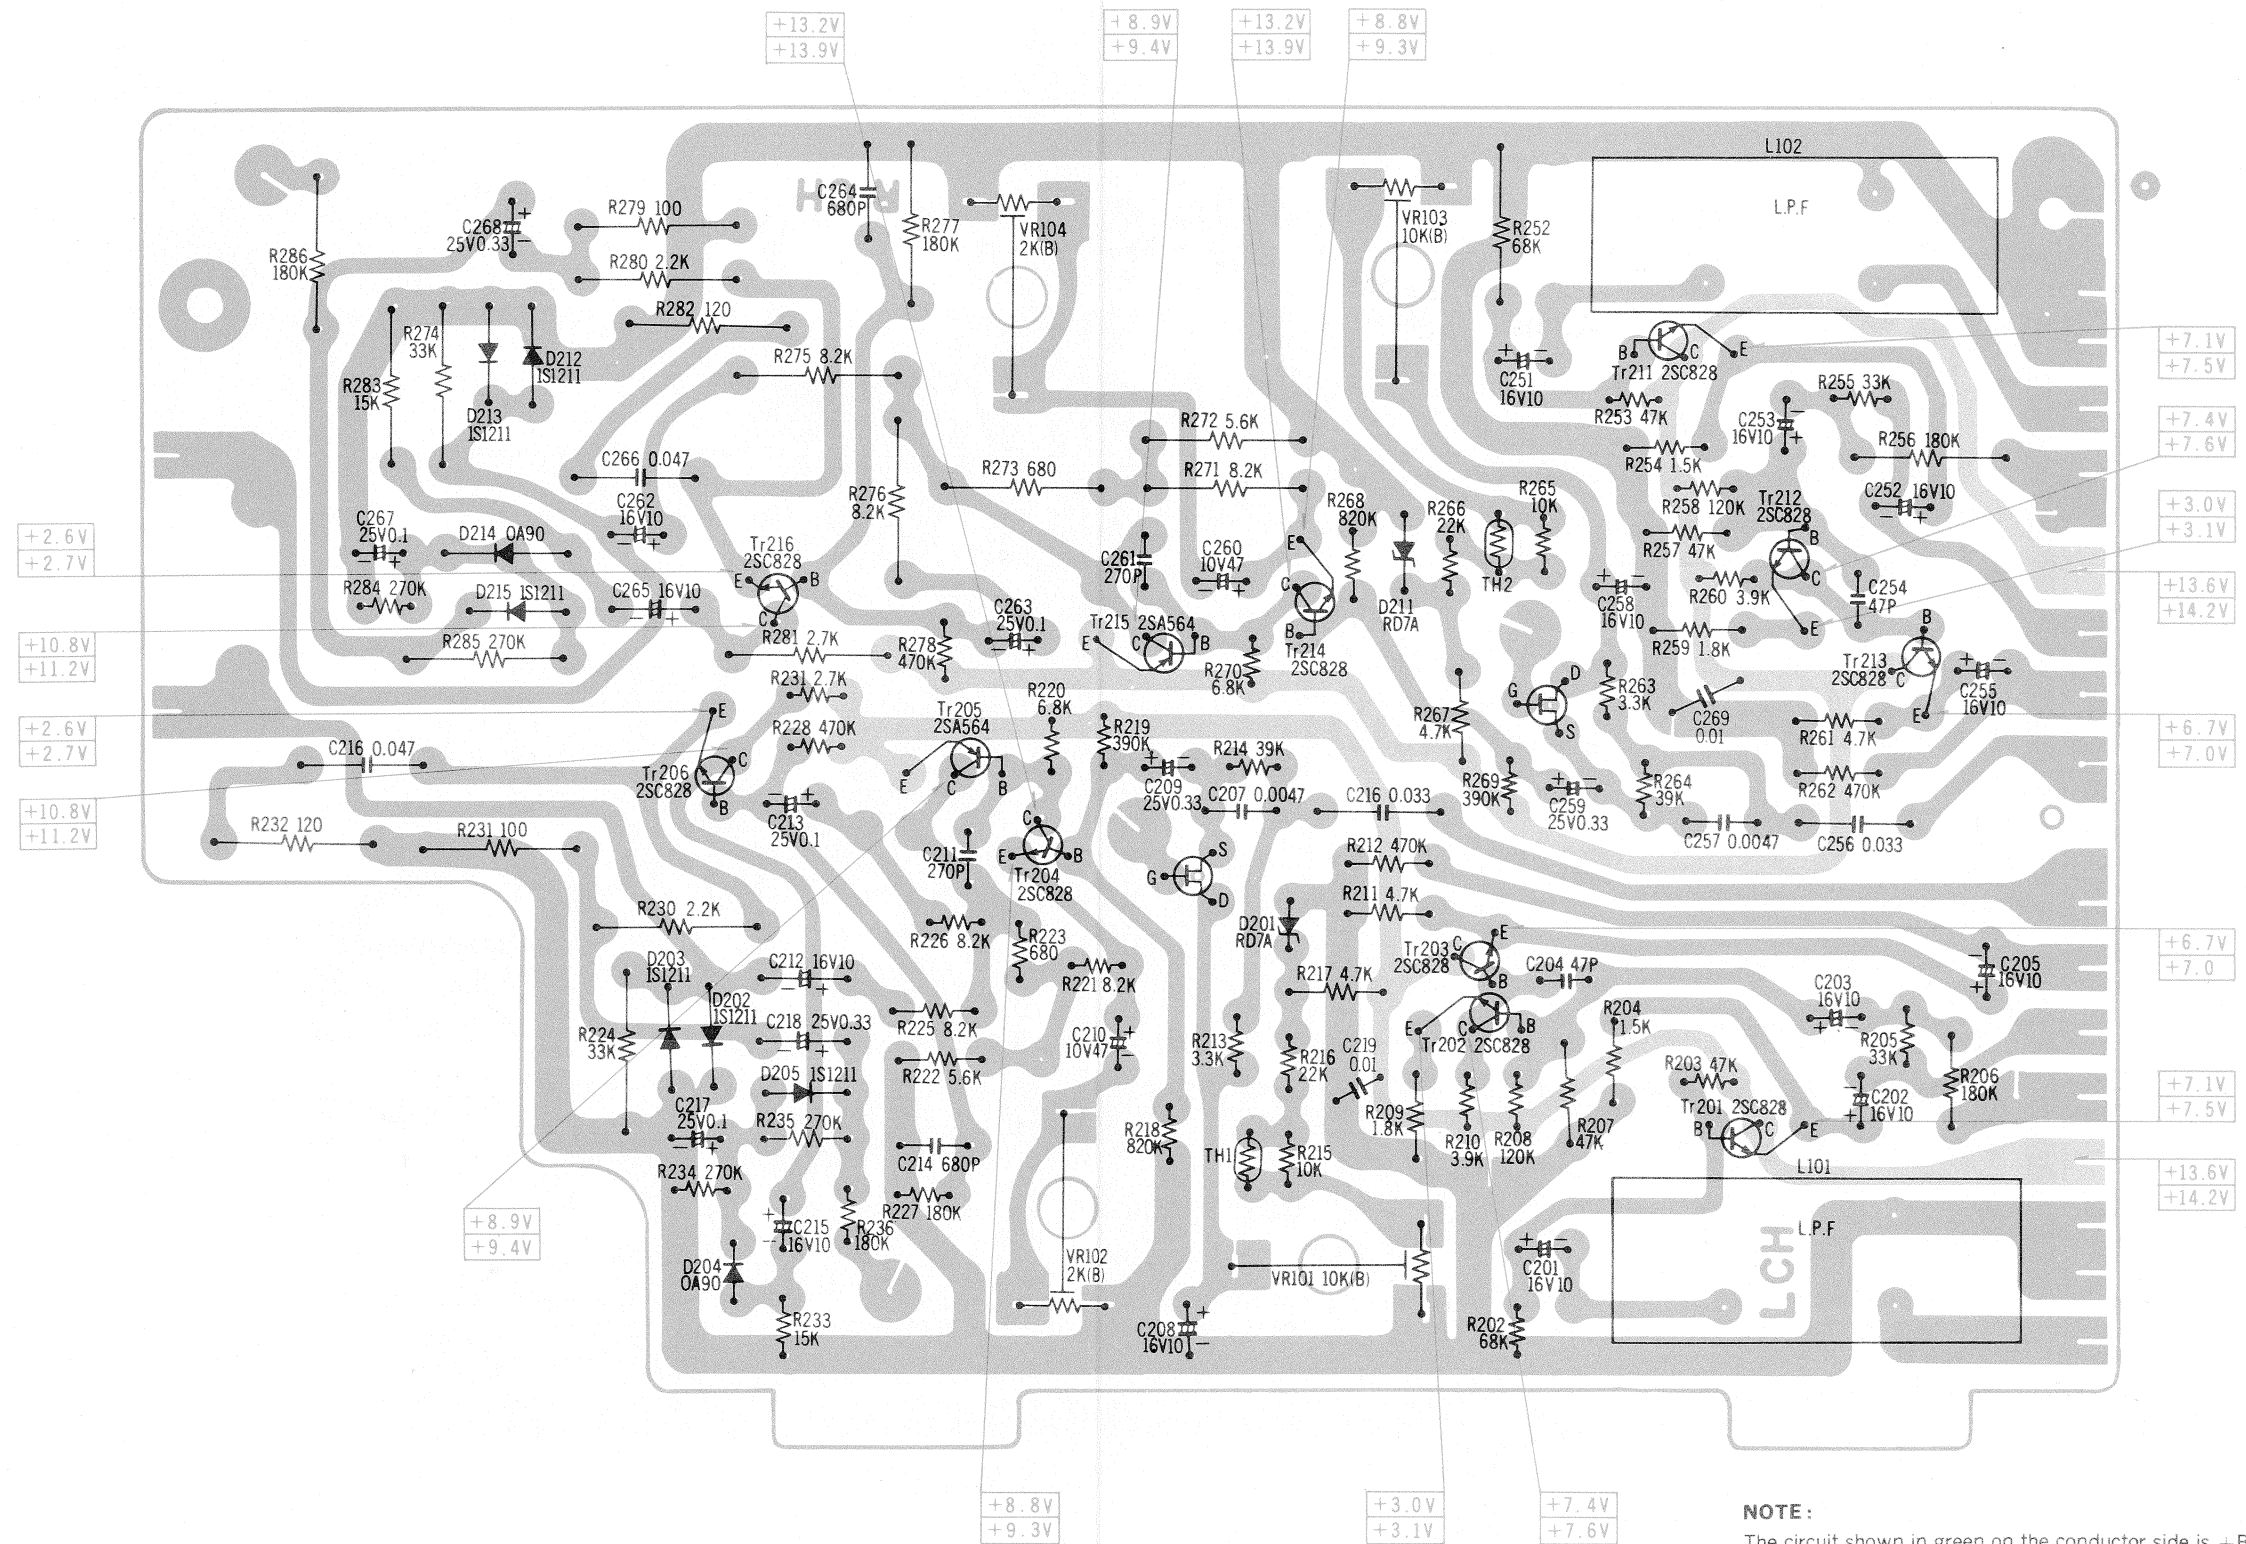 +13.2V
+13.9V
+8.9V
+9.4V
+13.2V
+13.9V
+8.8V
+9.3V
L102
L.P.F
RCH
C264
680P
R277
180K
VR104
2K(B)
VR103
10K(B)
R252
68K
R286
180K
C268
25V0.33
+
−
R279 100
R280 2.2K
R282 120
R274
33K
R283
15K
D212
1S1211
D213
1S1211
R275 8.2K
+ −
C251
16V10
B
C
E
Tr211 2SC828
+7.1V
+7.5V
R253 47K
R255 33K
C253
16V10
−
+
+7.4V
+7.6V
R254 1.5K
R256 180K
R272 5.6K
R273 680
R271 8.2K
C266 0.047
R276
8.2K
R268
820K
R266
22K
R265
10K
R258 120K
Tr212
2SC828
B
C
E
C252 16V10
− +
+3.0V
+3.1V
C262
16V10
− +
C267
25V0.1
− +
D214 OA90
+2.6V
+2.7V
Tr216
2SC828
E
B
C
C261
270P
C260
10V47
− +
E
C
B
Tr214
2SC828
D211
RD7A
TH2
R257 47K
R260 3.9K
C254
47P
+13.6V
+14.2V
R284 270K
D215 1S1211
C265 16V10
− +
C263
25V0.1
− +
Tr215 2SA564
E
C
B
+ −
C258
16V10
R259 1.8K
B
Tr213
2SC828
C
E
+ −
C255
16V10
+10.8V
+11.2V
R285 270K
R281 2.7K
R278
470K
R270
6.8K
R231 2.7K
G
D
S
R263
3.3K
C269
0.01
R267
4.7K
R261 4.7K
+6.7V
+7.0V
+2.6V
+2.7V
E
R228 470K
Tr205
2SA564
E
C
B
R220
6.8K
R219
390K
R214 39K
C216 0.047
Tr206
2SC828
C
B
+ −
C209
25V0.33
C207 0.0047
C216 0.033
R269
390K
+ −
C259
25V0.33
R264
39K
R262 470K
+10.8V
+11.2V
− +
C213
25V0.1
C257 0.0047
C256 0.033
R232 120
R231 100
C211
270P
C
E
B
Tr204
2SC828
R212 470K
G
S
D
R211 4.7K
R230 2.2K
R226 8.2K
R223
680
D201
RD7A
Tr203
2SC828
C
E
B
+6.7V
+7.0
D203
1S1211
C212 16V10
− +
R221 8.2K
R217 4.7K
C204 47P
C205
16V10
+
D202
1S1211
R224
33K
C218 25V0.33
− +
R225 8.2K
C210
10V47
+
−
R213
3.3K
R216
22K
C219
0.01
E
C
B
Tr202 2SC828
R204
1.5K
C203
16V10
+ −
R205
33K
R206
180K
D205 1S1211
R222 5.6K
R203 47K
C202
16V10
−
+
+7.1V
+7.5V
C217
25V0.1
− +
R235 270K
R218
820K
R209
1.8K
R210
3.9K
R208
120K
R207
47K
Tr201 2SC828
B
C
E
C214 680P
TH1
R215
10K
L101
+13.6V
+14.2V
R234 270K
R227 180K
+8.9V
+9.4V
+
−
C215
16V10
R236
180K
LCH
L.P.F
D204
OA90
VR102
2K(B)
VR101 10K(B)
+ −
C201
16V10
R233
15K
C208
16V10
+
−
R202
68K
+8.8V
+9.3V
+3.0V
+3.1V
+7.4V
+7.6V
NOTE:
The circuit shown in green on the conductor side is +B